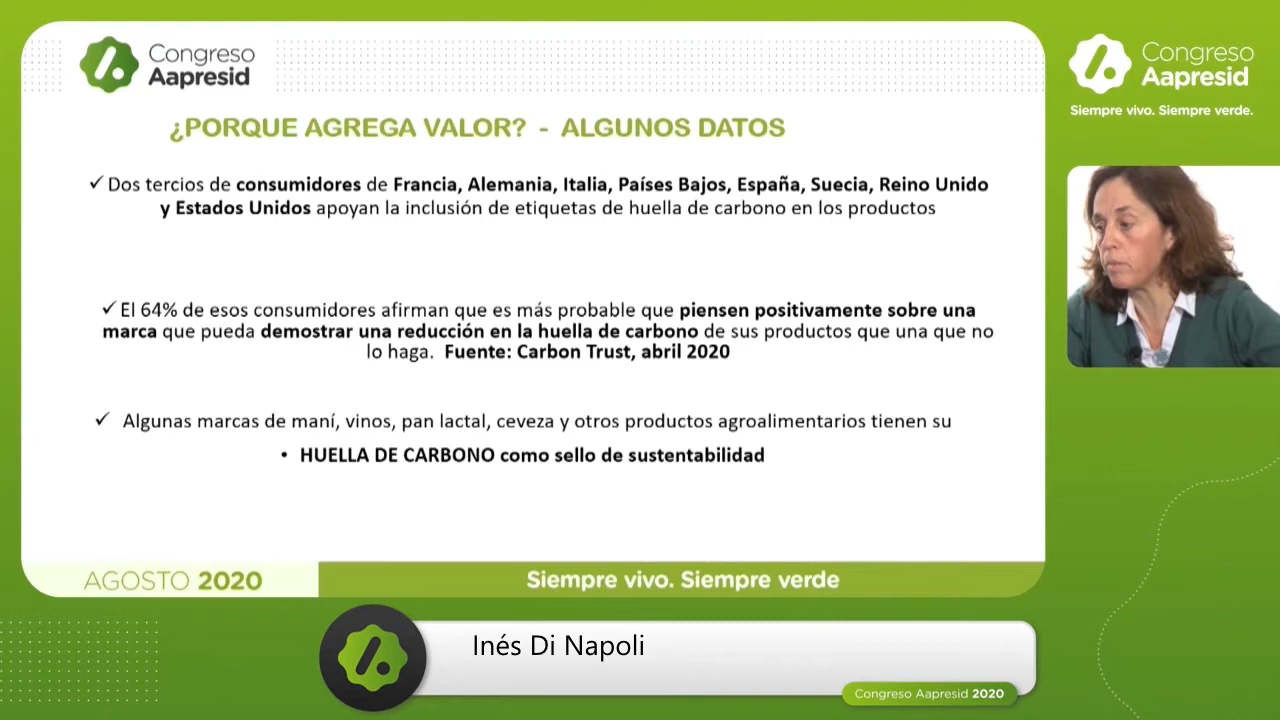 Congreso
Aapresid
¿PORQUE AGREGA VALOR? - ALGUNOS DATOS
✓ Dos tercios de consumidores de Francia, Alemania, Italia, Países Bajos, España, Suecia, Reino Unido
y Estados Unidos apoyan la inclusión de etiquetas de huella de carbono en los productos
✓ El 64% de esos consumidores afirman que es más probable que piensen positivamente sobre una
marca que pueda demostrar una reducción en la huella de carbono de sus productos que una que no
lo haga. Fuente: Carbon Trust, abril 2020
✓ Algunas marcas de maní, vinos, pan lactal, ceveza y otros productos agroalimentarios tienen su
• HUELLA DE CARBONO como sello de sustentabilidad
AGOSTO 2020
Siempre vivo. Siempre verde
Congreso
Aapresid
Siempre vivo. Siempre verde.
Inés Di Napoli
Congreso Aapresid 2020